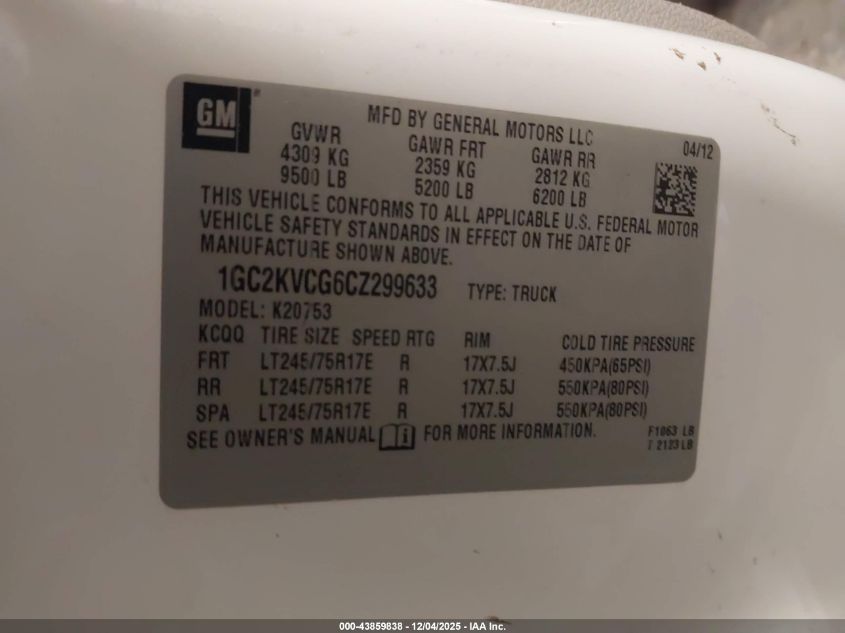 GM
MFD BY GENERAL MOTORS LLC
04/12
GVWR GAWR FRT GAWR RR
4309 KG 2359 KG 2812 KG
9500 LB 5200 LB 6200 LB
THIS VEHICLE CONFORMS TO ALL APPLICABLE U.S. FEDERAL MOTOR
VEHICLE SAFETY STANDARDS IN EFFECT ON THE DATE OF
MANUFACTURE SHOWN ABOVE.
1GC2KVCG6CZ299633 TYPE: TRUCK
MODEL: K20753
KCQQ TIRE SIZE SPEED RTG RIM COLD TIRE PRESSURE
FRT LT245/75R17E R 17X7.5J 450KPA(65PSI)
RR LT245/75R17E R 17X7.5J 550KPA(80PSI)
SPA LT245/75R17E R 17X7.5J 550KPA(80PSI)
SEE OWNER'S MANUAL FOR MORE INFORMATION.
F1063 LB
T 2123 LB
000-43859838 - 12/04/2025 - IAA Inc.